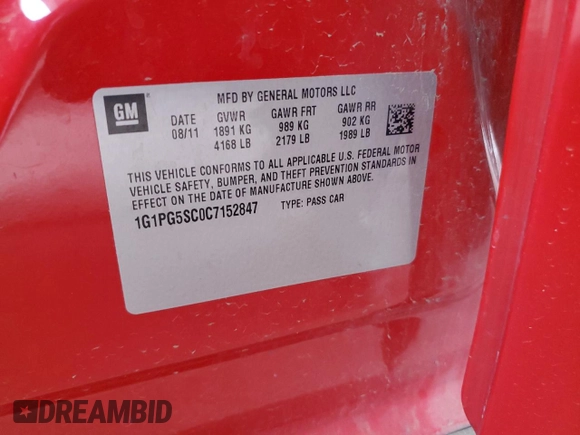 GM
MFD BY GENERAL MOTORS LLC
DATE GVWR GAWR FRT GAWR RR
08/11 1891 KG 989 KG 902 KG
4168 LB 2179 LB 1989 LB
THIS VEHICLE CONFORMS TO ALL APPLICABLE U.S. FEDERAL MOTOR
VEHICLE SAFETY, BUMPER, AND THEFT PREVENTION STANDARDS IN
EFFECT ON THE DATE OF MANUFACTURE SHOWN ABOVE.
1G1PG5SC0C7152847 TYPE: PASS CAR
DREAMBID